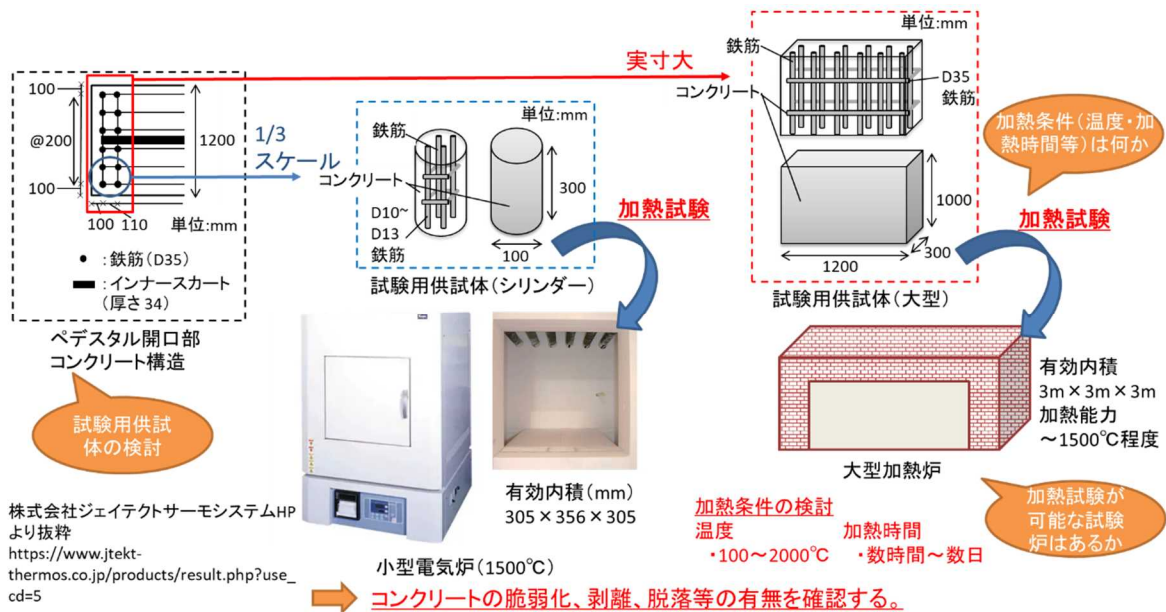 100
@200
100
1200
単位:mm
100 110
●:鉄筋(D35)
:インナースカート
(厚さ34)
ペデスタル開口部
コンクリート構造
試験用供試
体の検討
1/3
スケール
実寸大
単位:mm
鉄筋
コンクリート
D10~
D13
鉄筋
300
100
試験用供試体(シリンダー)
加熱試験
単位:mm
鉄筋
コンクリート
D35
鉄筋
1000
300
1200
試験用供試体(大型)
加熱条件(温度・加
熱時間等)は何か
加熱試験
有効内積(mm)
305×356×305
小型電気炉(1500℃)
有効内積
3m×3m×3m
加熱能力
~1500℃程度
大型加熱炉
加熱条件の検討
温度
・100~2000℃
加熱時間
・数時間~数日
加熱試験が
可能な試験
炉はあるか
株式会社ジェイテクトサーモシステムHP
より抜粋
https://www.jtekt-
thermos.co.jp/products/result.php?use_
cd=5
コンクリートの脆弱化、剥離、脱落等の有無を確認する。